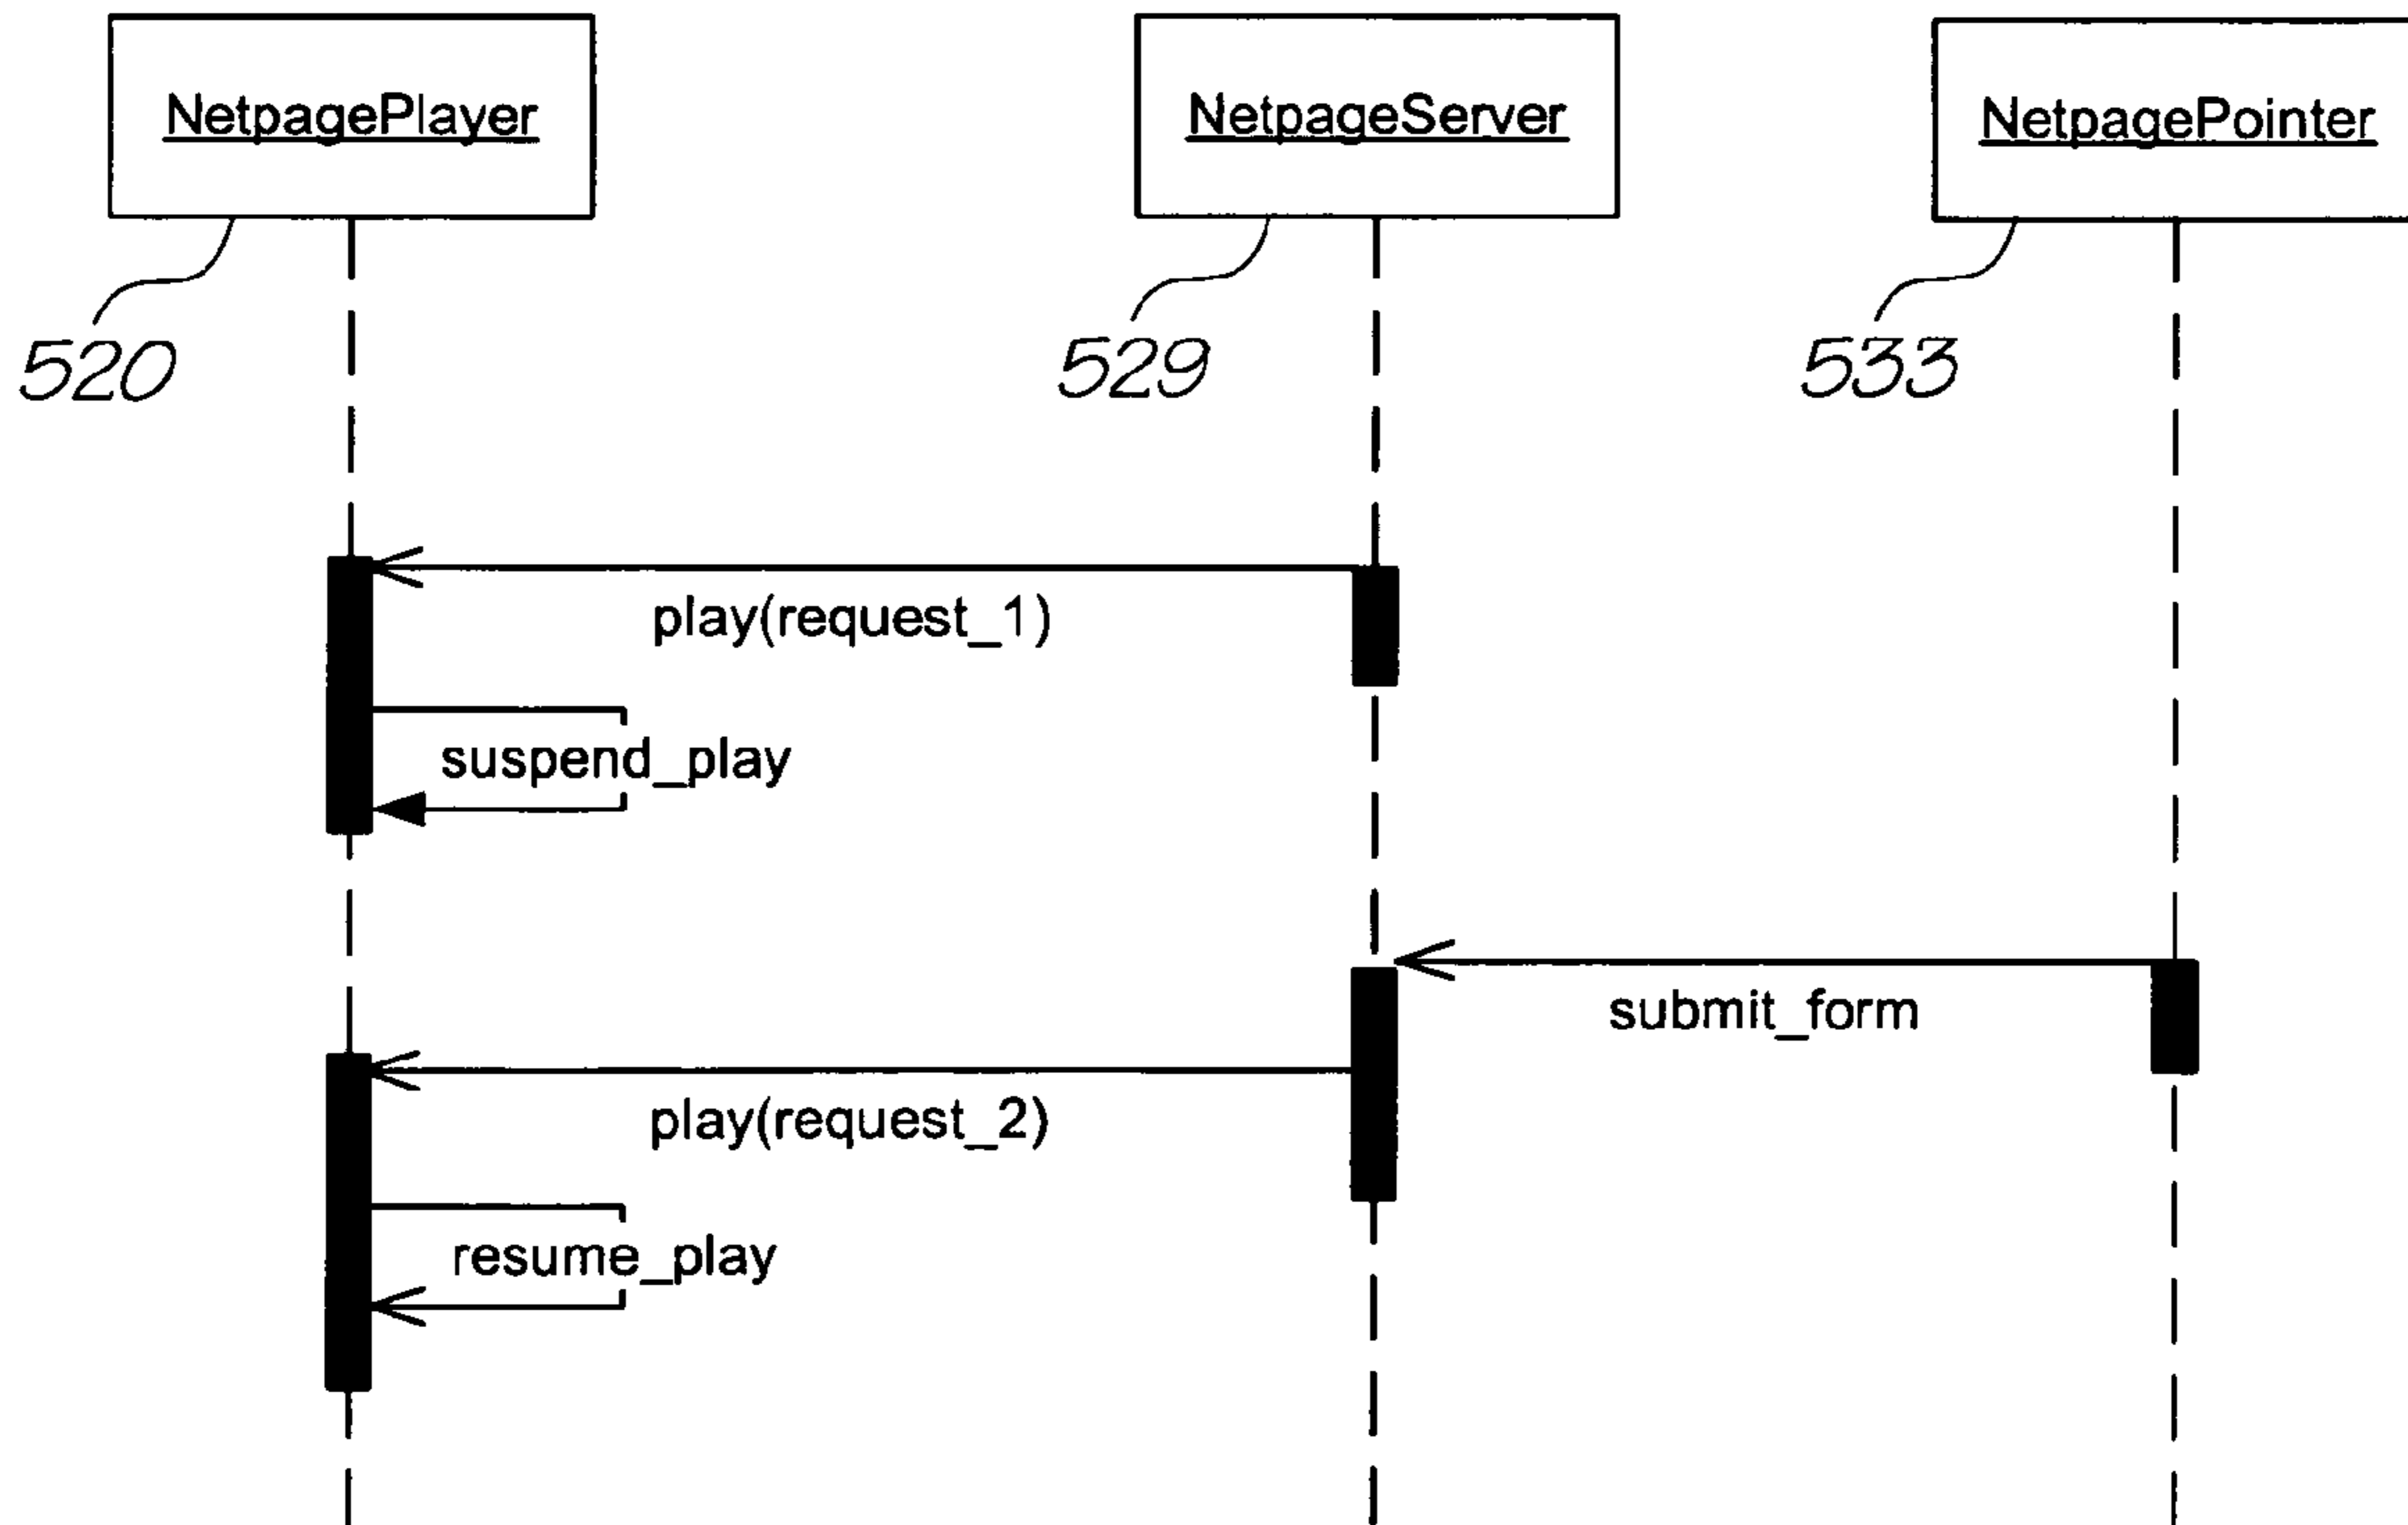 NetpagePlayer
NetpageServer
NetpagePointer
520
529
533
play(request_1)
suspend_play
submit_form
play(request_2)
resume_play